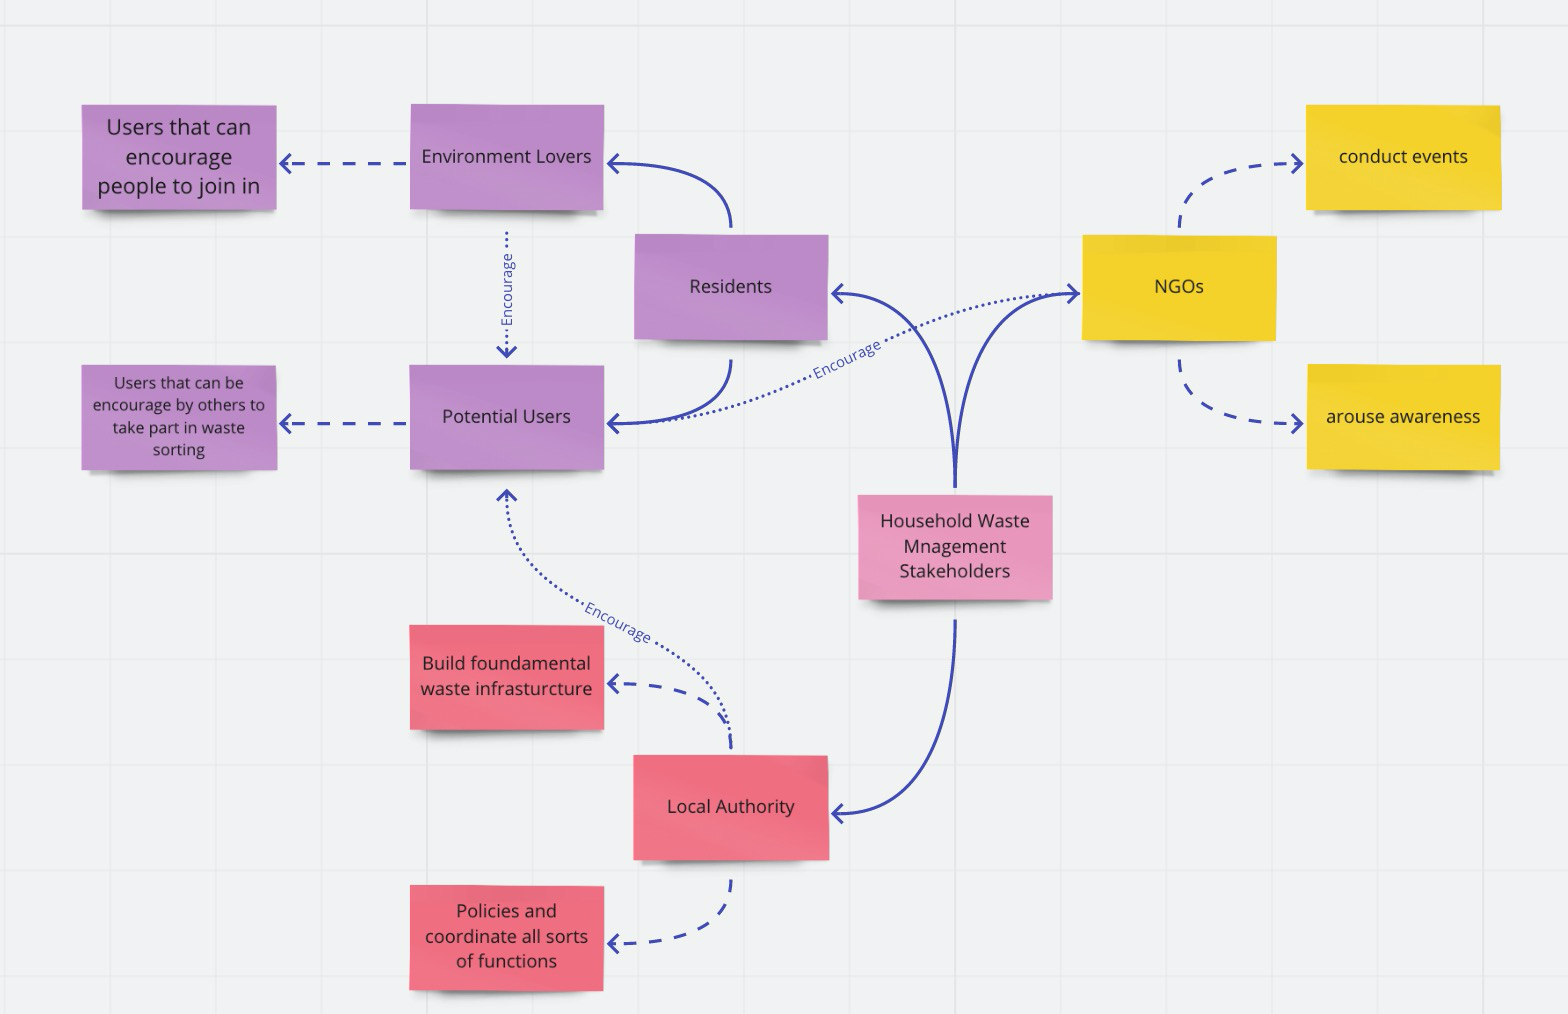 Users that can
encourage
people to join in
Environment Lovers
conduct events
Encourage
Residents
NGOs
Users that can be
encourage by others to
take part in waste
sorting
Potential Users
Encourage
arouse awareness
Household Waste
Mnagement
Stakeholders
Encourage
Build foundamental
waste infrasturcture
Local Authority
Policies and
coordinate all sorts
of functions